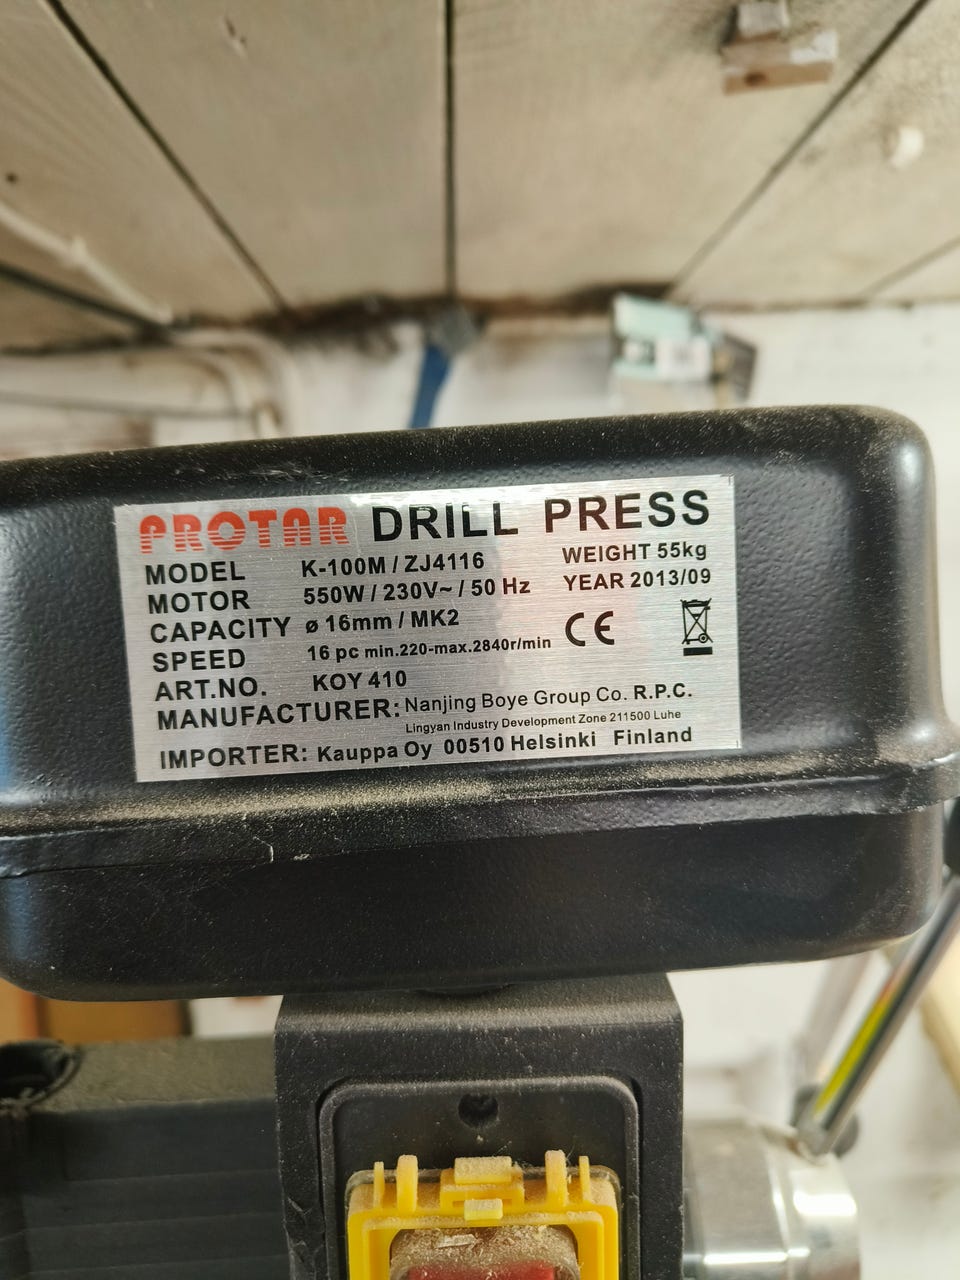 PROTAR DRILL PRESS
MODEL K-100M / ZJ4116 WEIGHT 55kg
MOTOR 550W / 230V~ / 50 Hz YEAR 2013/09
CAPACITY ø 16mm / MK2 CE
SPEED 16 pc min.220-max.2840r/min
ART.NO. KOY 410
MANUFACTURER: Nanjing Boye Group Co. R.P.C.
Lingyan Industry Development Zone 211500 Luhe
IMPORTER: Kauppa Oy 00510 Helsinki Finland